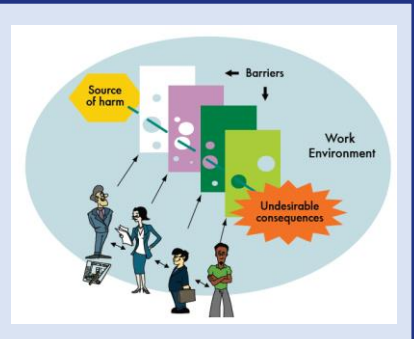 Source
of harm
Barriers
Work
Environment
Undesirable
consequences